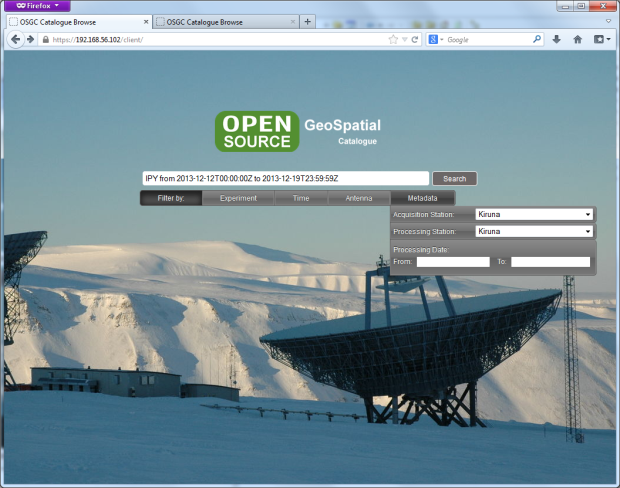 Firefox
OSGC Catalogue Browse
OSGC Catalogue Browse
https://192.168.56.102/client/
Google
OPEN SOURCE
GeoSpatial
Catalogue
IPY from 2013-12-12T00:00:00Z to 2013-12-19T23:59:59Z
Search
Filter by: Experiment Time Antenna Metadata
Acquisition Station: Kiruna
Processing Station: Kiruna
Precessing Date:
From: To: